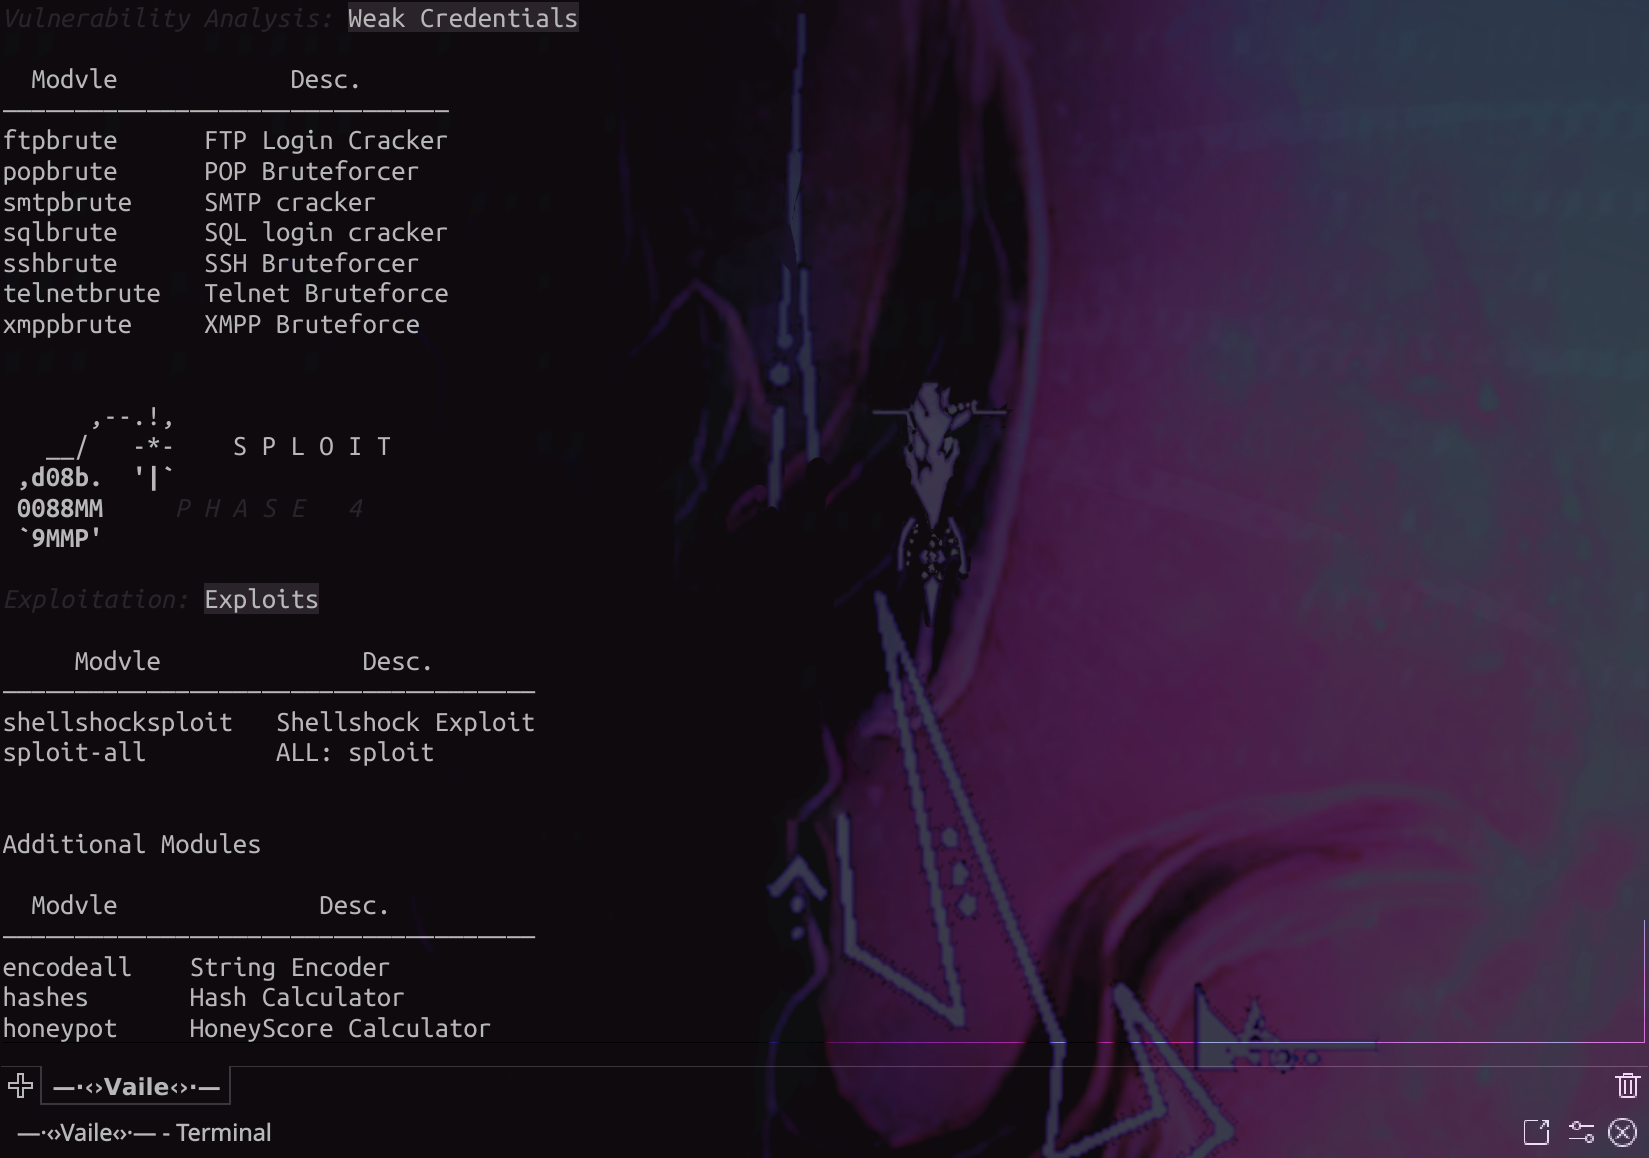 Vulnerability Analysis: Weak Credentials
Modvle Desc.
ftpbrute FTP Login Cracker
popbrute POP Bruteforcer
smtpbrute SMTP cracker
sqlbrute SQL login cracker
sshbrute SSH Bruteforcer
telnetbrute Telnet Bruteforce
xmppbrute XMPP Bruteforce
,--.!,
__/ -*- S P L O I T
,d08b. '|`
0088MM P H A S E 4
`9MMP'
Exploitation: Exploits
Modvle Desc.
shellshocksploit Shellshock Exploit
sploit-all ALL: sploit
Additional Modules
Modvle Desc.
encodeall String Encoder
hashes Hash Calculator
honeypot HoneyScore Calculator
—·‹›Vaile‹›·—
—·‹›Vaile‹›·— - Terminal